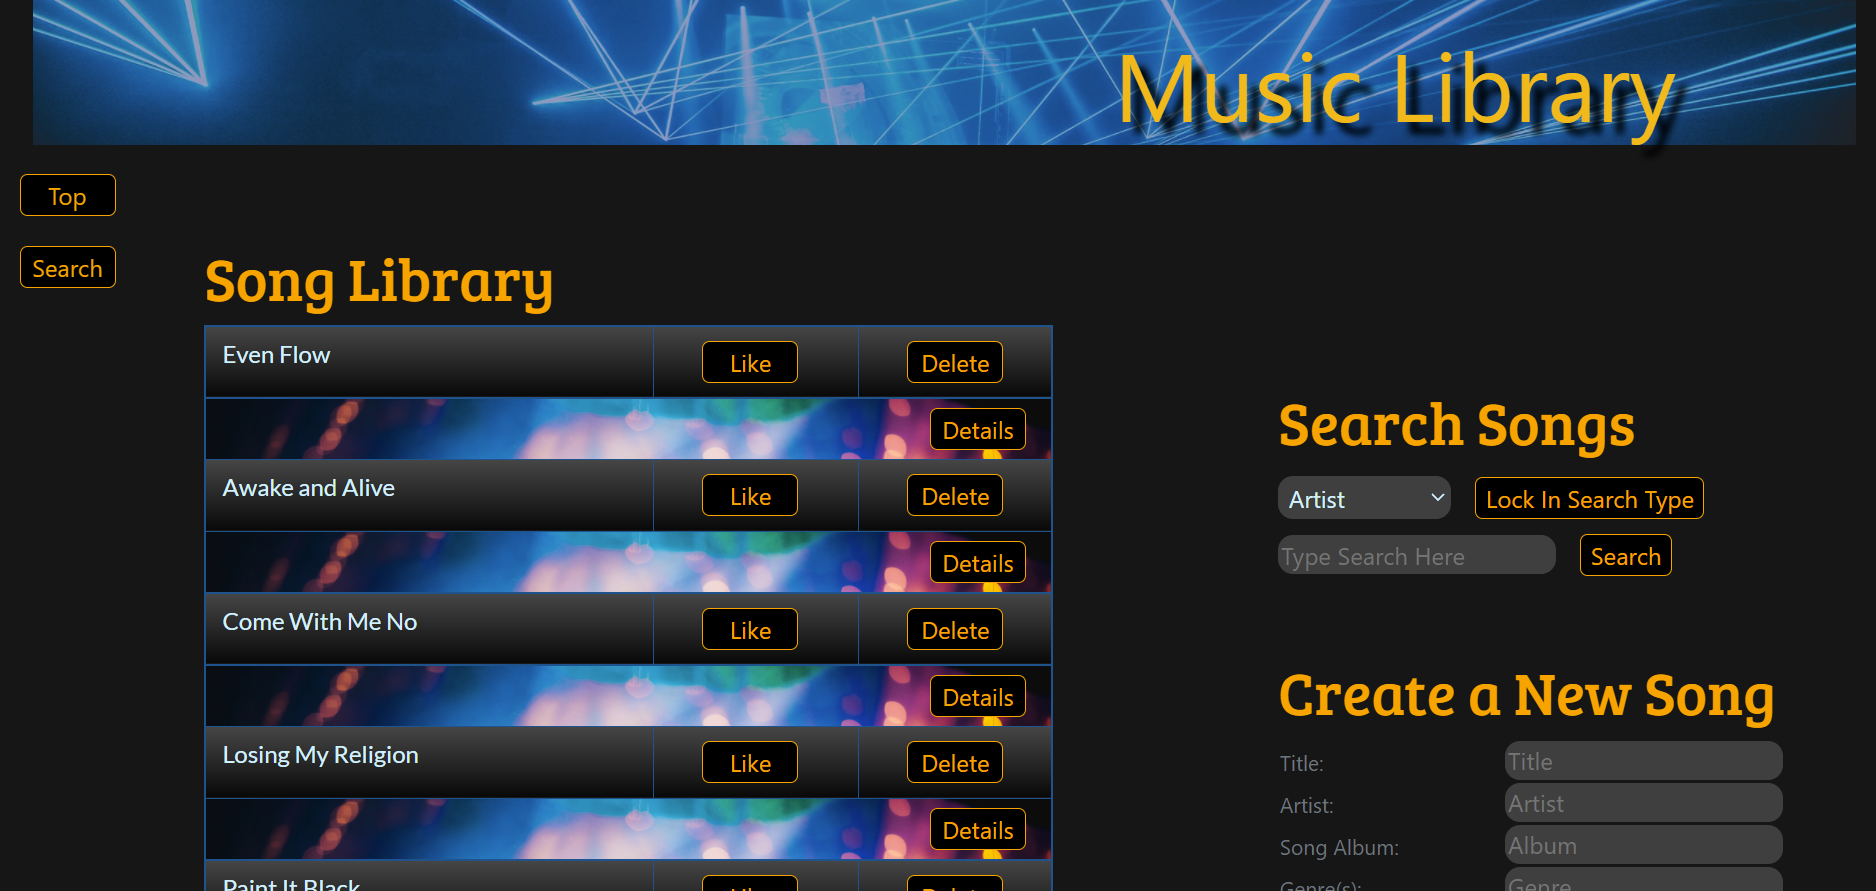 Music Library
Top
Search
Song Library
Even Flow Like Delete
Details
Awake and Alive Like Delete
Details
Come With Me No Like Delete
Details
Losing My Religion Like Delete
Details
Paint It Black Like Delete
Search Songs
Artist Lock In Search Type
Type Search Here Search
Create a New Song
Title: Title
Artist: Artist
Song Album: Album
Genre(s): Genre